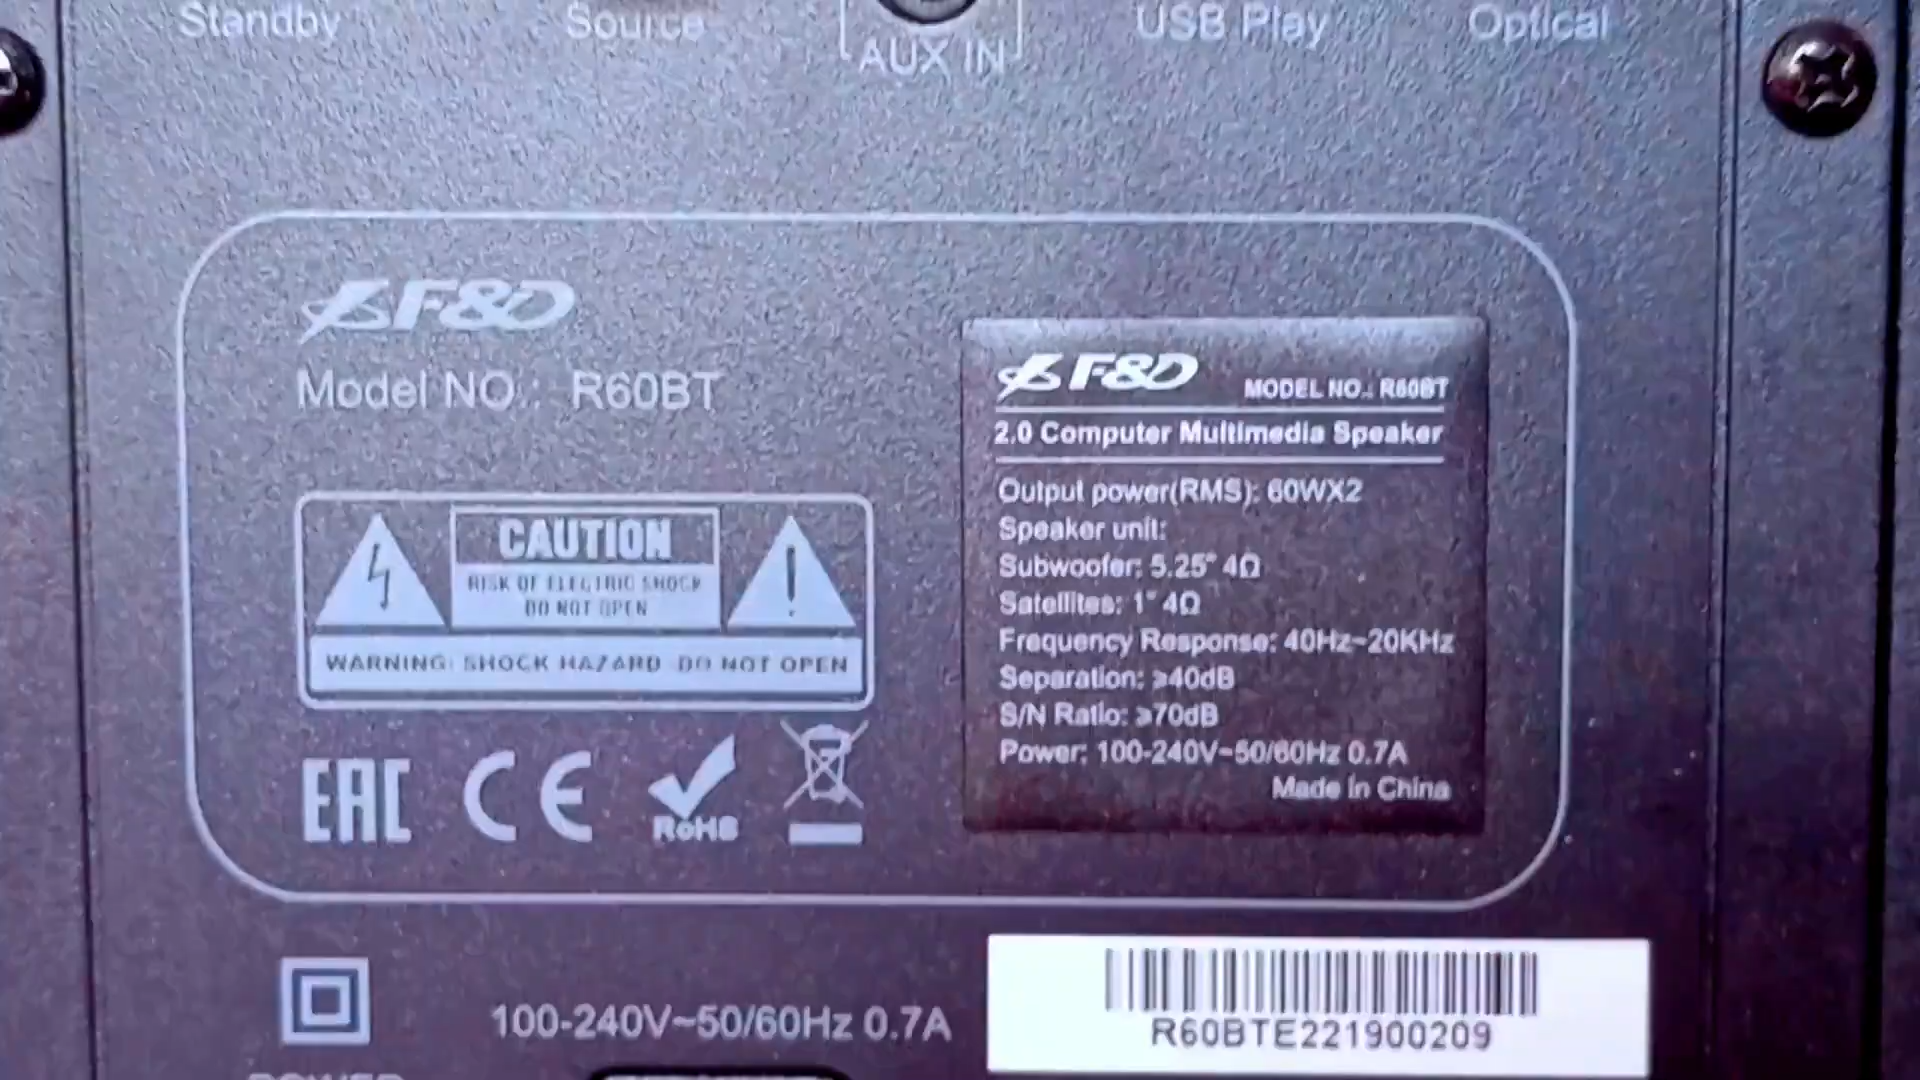 Standby Source AUX IN USB Play Optical
F&D
Model NO.: R60BT
CAUTION
RISK OF ELECTRIC SHOCK
DO NOT OPEN
WARNING: SHOCK HAZARD DO NOT OPEN
EAC CE RoHS
F&D MODEL NO.: R60BT
2.0 Computer Multimedia Speaker
Output power(RMS): 60WX2
Speaker unit:
Subwoofer: 5.25" 4Ω
Satellites: 1" 4Ω
Frequency Response: 40Hz~20KHz
Separation: ≥40dB
S/N Ratio: ≥70dB
Power: 100-240V~50/60Hz 0.7A
Made in China
100-240V~50/60Hz 0.7A
R60BTE221900209
POWER